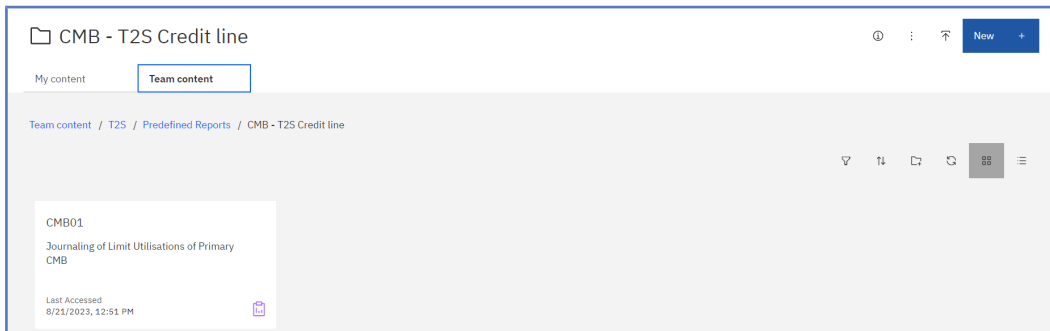 CMB - T2S Credit line
New +
My content
Team content
Team content / T2S / Predefined Reports / CMB - T2S Credit line
CMB01
Journaling of Limit Utilisations of Primary
CMB
Last Accessed
8/21/2023, 12:51 PM